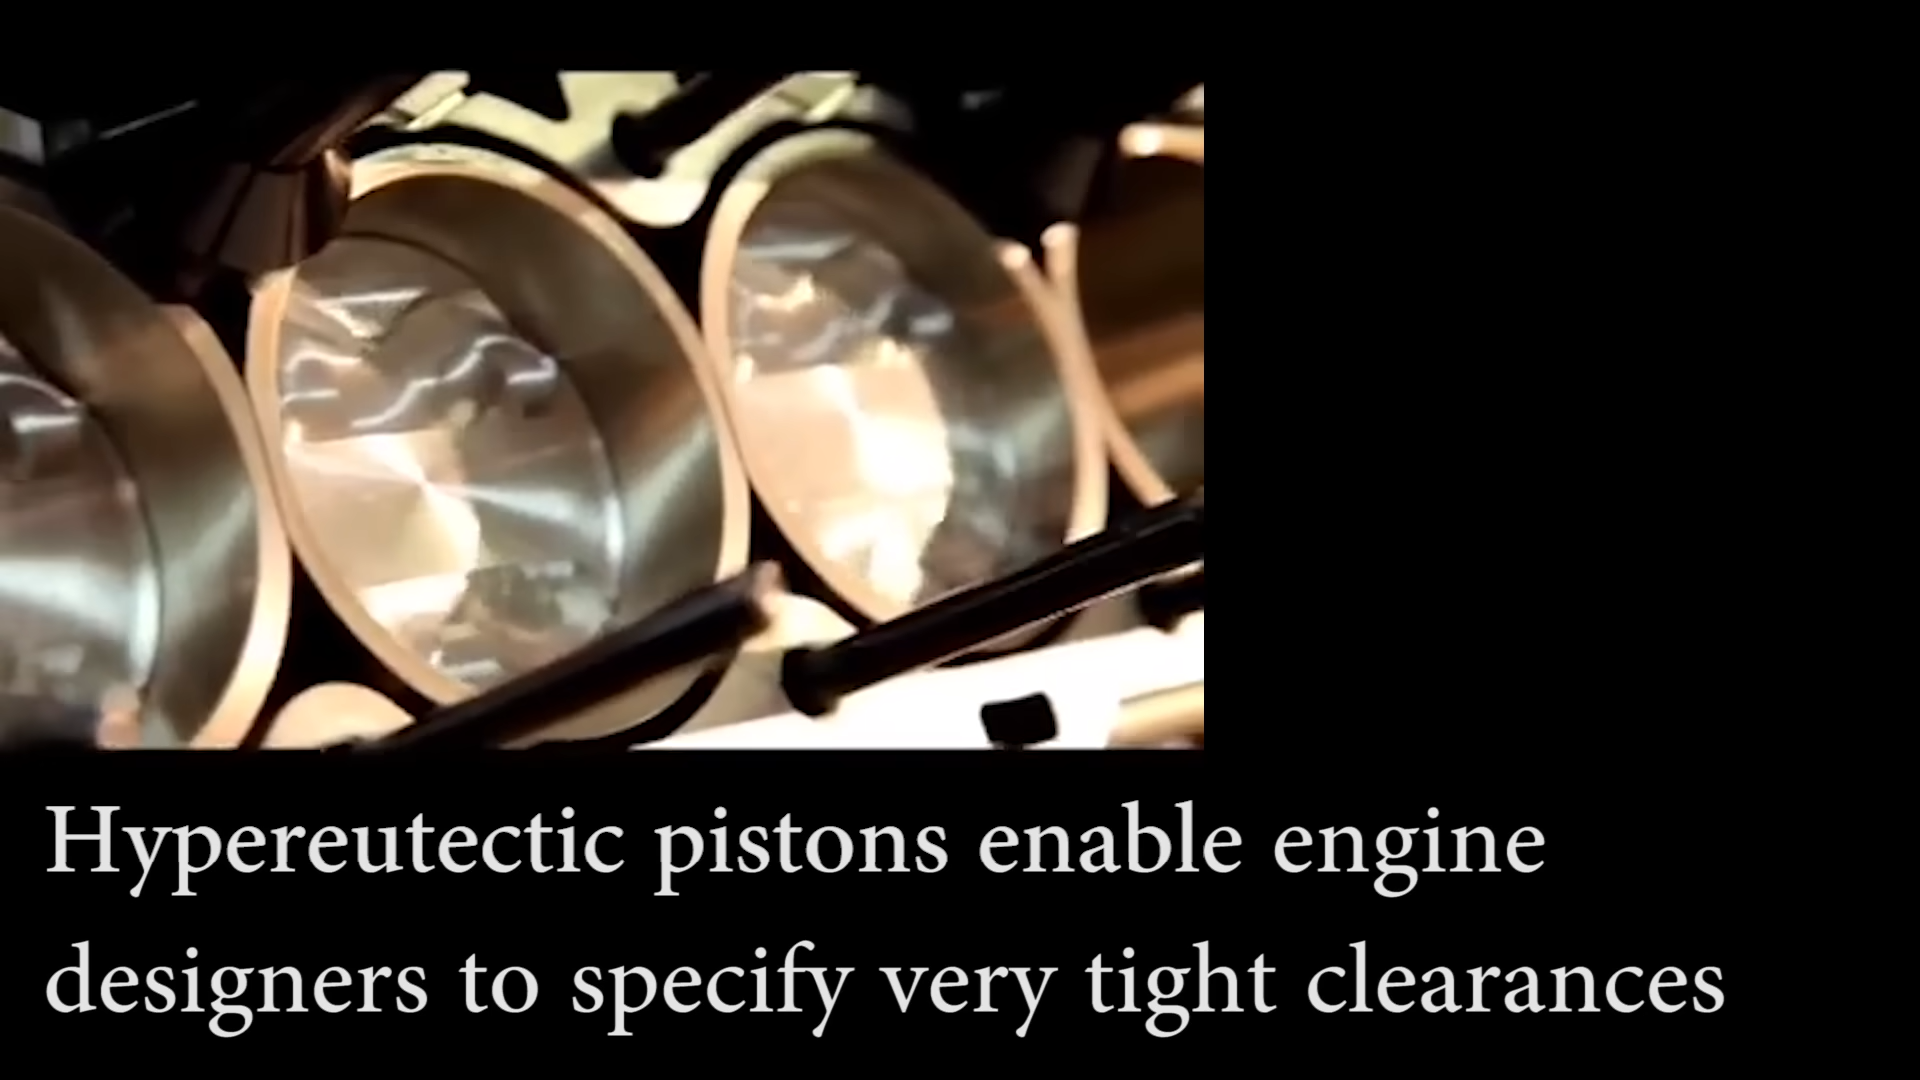 Hypereutectic pistons enable engine
designers to specify very tight clearances